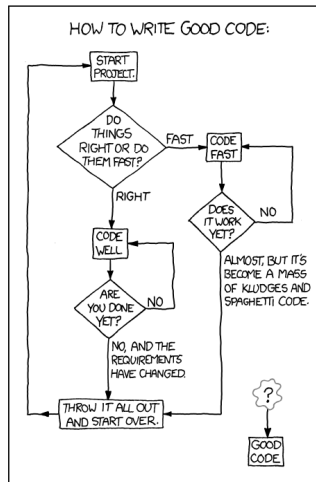 HOW TO WRITE GOOD CODE:
START
PROJECT.
DO
THINGS
RIGHT OR DO
THEM FAST?
FAST
CODE
FAST
RIGHT
DOES
IT WORK
YET?
NO
CODE
WELL
ALMOST, BUT IT'S
BECOME A MASS
OF KLUDGES AND
SPAGHETTI CODE.
ARE
YOU DONE
YET?
NO
NO, AND THE
REQUIREMENTS
HAVE CHANGED.
THROW IT ALL OUT
AND START OVER.
?
GOOD
CODE